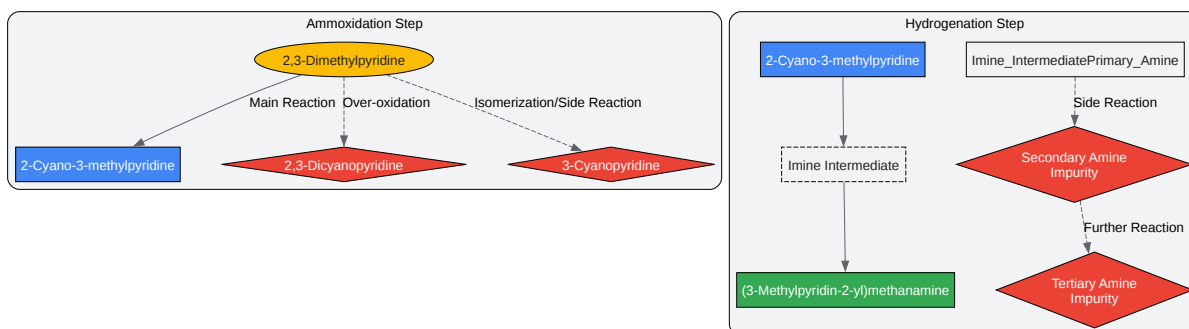 Ammoxidation Step
2,3-Dimethylpyridine
Main Reaction
Over-oxidation
Isomerization/Side Reaction
2-Cyano-3-methylpyridine
2,3-Dicyanopyridine
3-Cyanopyridine
Hydrogenation Step
2-Cyano-3-methylpyridine
Imine_IntermediatePrimary_Amine
Side Reaction
Imine Intermediate
Secondary Amine
Impurity
Further Reaction
(3-Methylpyridin-2-yl)methanamine
Tertiary Amine
Impurity